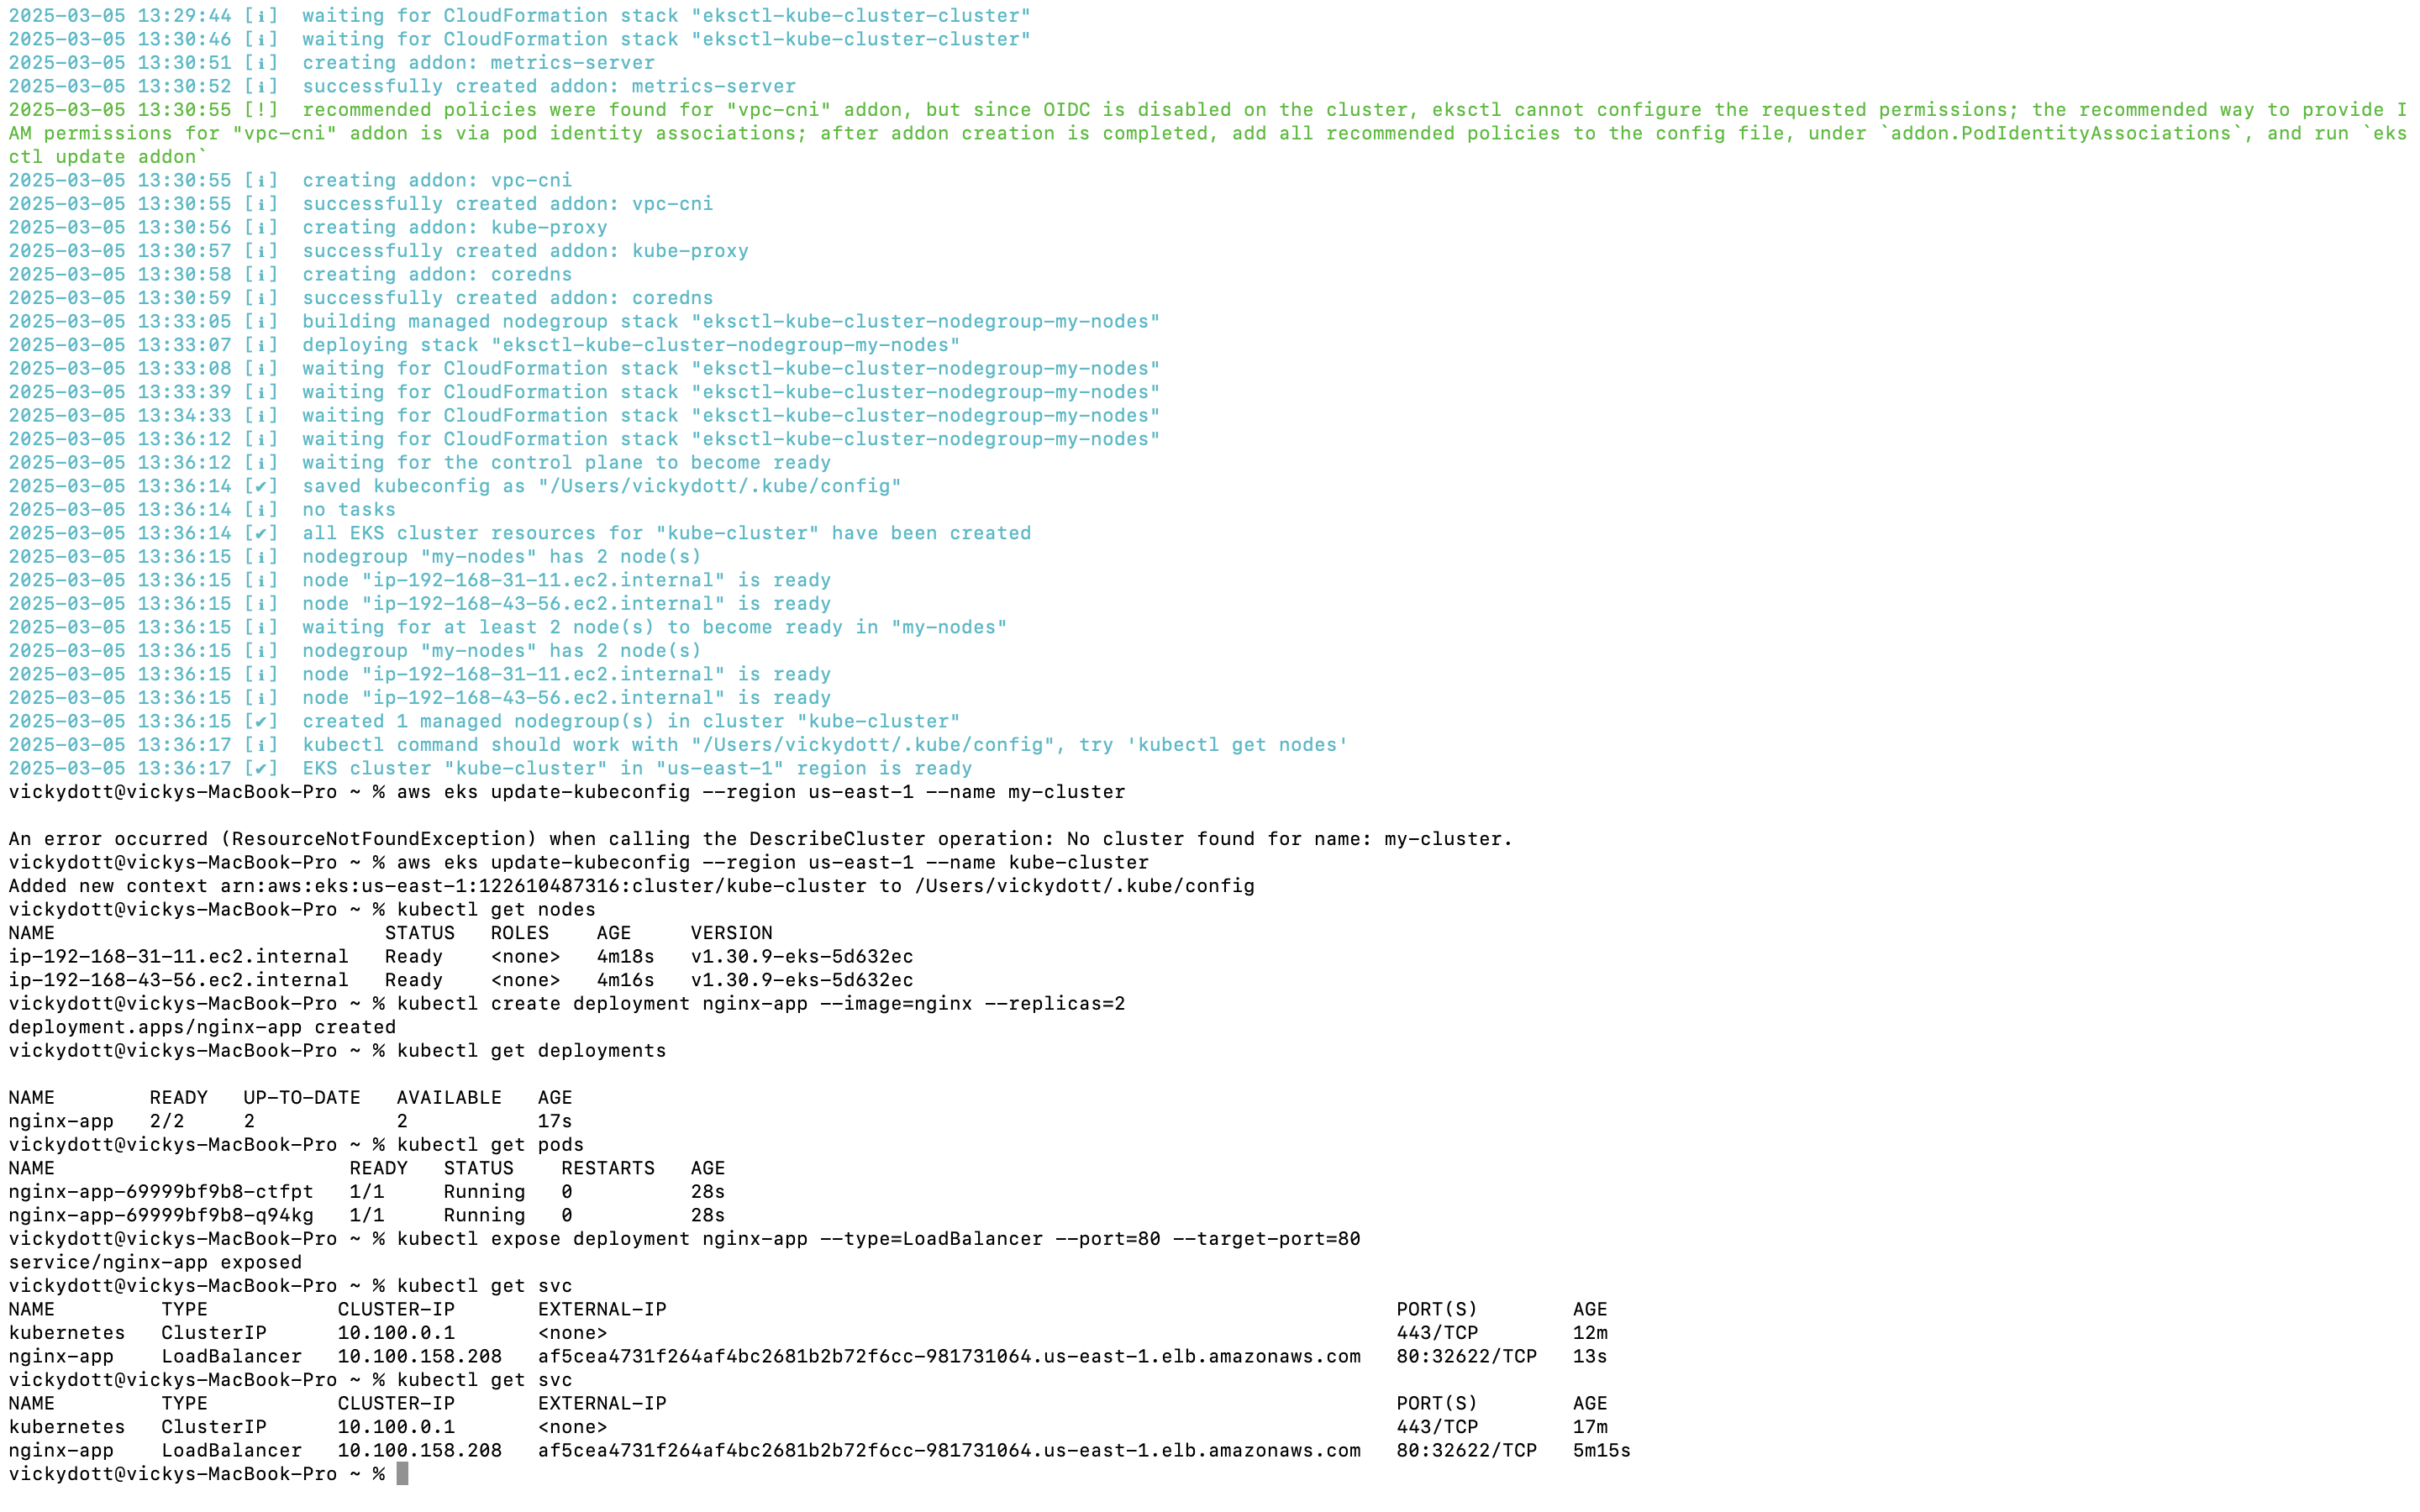 2025-03-05 13:29:44 [ℹ]  waiting for CloudFormation stack "eksctl-kube-cluster-cluster"
2025-03-05 13:30:46 [ℹ]  waiting for CloudFormation stack "eksctl-kube-cluster-cluster"
2025-03-05 13:30:51 [ℹ]  creating addon: metrics-server
2025-03-05 13:30:52 [ℹ]  successfully created addon: metrics-server
2025-03-05 13:30:55 [!]  recommended policies were found for "vpc-cni" addon, but since OIDC is disabled on the cluster, eksctl cannot configure the requested permissions; the recommended way to provide I
AM permissions for "vpc-cni" addon is via pod identity associations; after addon creation is completed, add all recommended policies to the config file, under `addon.PodIdentityAssociations`, and run `eks
ctl update addon`
2025-03-05 13:30:55 [ℹ]  creating addon: vpc-cni
2025-03-05 13:30:55 [ℹ]  successfully created addon: vpc-cni
2025-03-05 13:30:56 [ℹ]  creating addon: kube-proxy
2025-03-05 13:30:57 [ℹ]  successfully created addon: kube-proxy
2025-03-05 13:30:58 [ℹ]  creating addon: coredns
2025-03-05 13:30:59 [ℹ]  successfully created addon: coredns
2025-03-05 13:33:05 [ℹ]  building managed nodegroup stack "eksctl-kube-cluster-nodegroup-my-nodes"
2025-03-05 13:33:07 [ℹ]  deploying stack "eksctl-kube-cluster-nodegroup-my-nodes"
2025-03-05 13:33:08 [ℹ]  waiting for CloudFormation stack "eksctl-kube-cluster-nodegroup-my-nodes"
2025-03-05 13:33:39 [ℹ]  waiting for CloudFormation stack "eksctl-kube-cluster-nodegroup-my-nodes"
2025-03-05 13:34:33 [ℹ]  waiting for CloudFormation stack "eksctl-kube-cluster-nodegroup-my-nodes"
2025-03-05 13:36:12 [ℹ]  waiting for CloudFormation stack "eksctl-kube-cluster-nodegroup-my-nodes"
2025-03-05 13:36:12 [ℹ]  waiting for the control plane to become ready
2025-03-05 13:36:14 [✔]  saved kubeconfig as "/Users/vickydott/.kube/config"
2025-03-05 13:36:14 [ℹ]  no tasks
2025-03-05 13:36:14 [✔]  all EKS cluster resources for "kube-cluster" have been created
2025-03-05 13:36:15 [ℹ]  nodegroup "my-nodes" has 2 node(s)
2025-03-05 13:36:15 [ℹ]  node "ip-192-168-31-11.ec2.internal" is ready
2025-03-05 13:36:15 [ℹ]  node "ip-192-168-43-56.ec2.internal" is ready
2025-03-05 13:36:15 [ℹ]  waiting for at least 2 node(s) to become ready in "my-nodes"
2025-03-05 13:36:15 [ℹ]  nodegroup "my-nodes" has 2 node(s)
2025-03-05 13:36:15 [ℹ]  node "ip-192-168-31-11.ec2.internal" is ready
2025-03-05 13:36:15 [ℹ]  node "ip-192-168-43-56.ec2.internal" is ready
2025-03-05 13:36:15 [✔]  created 1 managed nodegroup(s) in cluster "kube-cluster"
2025-03-05 13:36:17 [ℹ]  kubectl command should work with "/Users/vickydott/.kube/config", try 'kubectl get nodes'
2025-03-05 13:36:17 [✔]  EKS cluster "kube-cluster" in "us-east-1" region is ready
vickydott@vickys-MacBook-Pro ~ % aws eks update-kubeconfig --region us-east-1 --name my-cluster
An error occurred (ResourceNotFoundException) when calling the DescribeCluster operation: No cluster found for name: my-cluster.
vickydott@vickys-MacBook-Pro ~ % aws eks update-kubeconfig --region us-east-1 --name kube-cluster
Added new context arn:aws:eks:us-east-1:122610487316:cluster/kube-cluster to /Users/vickydott/.kube/config
vickydott@vickys-MacBook-Pro ~ % kubectl get nodes
NAME                            STATUS   ROLES    AGE     VERSION
ip-192-168-31-11.ec2.internal   Ready    <none>   4m18s   v1.30.9-eks-5d632ec
ip-192-168-43-56.ec2.internal   Ready    <none>   4m16s   v1.30.9-eks-5d632ec
vickydott@vickys-MacBook-Pro ~ % kubectl create deployment nginx-app --image=nginx --replicas=2
deployment.apps/nginx-app created
vickydott@vickys-MacBook-Pro ~ % kubectl get deployments
NAME        READY   UP-TO-DATE   AVAILABLE   AGE
nginx-app   2/2     2            2           17s
vickydott@vickys-MacBook-Pro ~ % kubectl get pods
NAME                         READY   STATUS    RESTARTS   AGE
nginx-app-69999bf9b8-ctfpt   1/1     Running   0          28s
nginx-app-69999bf9b8-q94kg   1/1     Running   0          28s
vickydott@vickys-MacBook-Pro ~ % kubectl expose deployment nginx-app --type=LoadBalancer --port=80 --target-port=80
service/nginx-app exposed
vickydott@vickys-MacBook-Pro ~ % kubectl get svc
NAME         TYPE           CLUSTER-IP       EXTERNAL-IP                                                              PORT(S)        AGE
kubernetes   ClusterIP      10.100.0.1       <none>                                                                   443/TCP        12m
nginx-app    LoadBalancer   10.100.158.208   af5cea4731f264af4bc2681b2b72f6cc-981731064.us-east-1.elb.amazonaws.com   80:32622/TCP   13s
vickydott@vickys-MacBook-Pro ~ % kubectl get svc
NAME         TYPE           CLUSTER-IP       EXTERNAL-IP                                                              PORT(S)        AGE
kubernetes   ClusterIP      10.100.0.1       <none>                                                                   443/TCP        17m
nginx-app    LoadBalancer   10.100.158.208   af5cea4731f264af4bc2681b2b72f6cc-981731064.us-east-1.elb.amazonaws.com   80:32622/TCP   5m15s
vickydott@vickys-MacBook-Pro ~ %